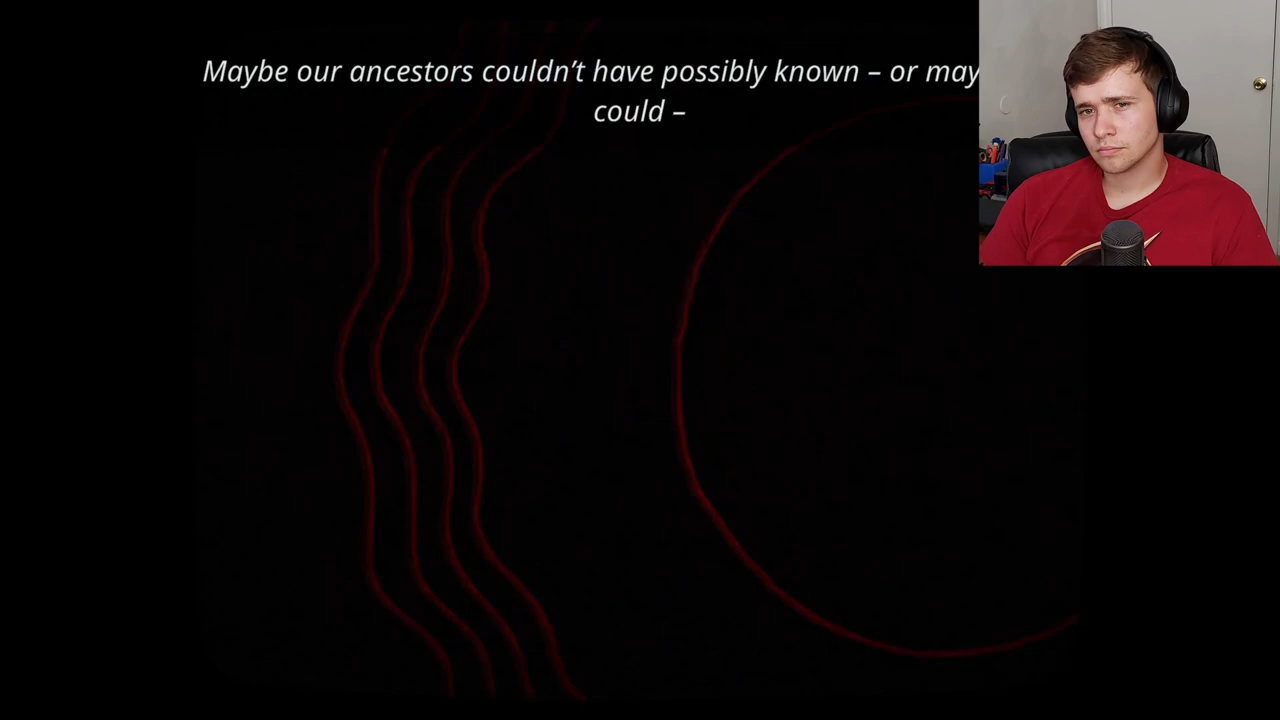 Maybe our ancestors couldn’t have possibly known – or may
could –